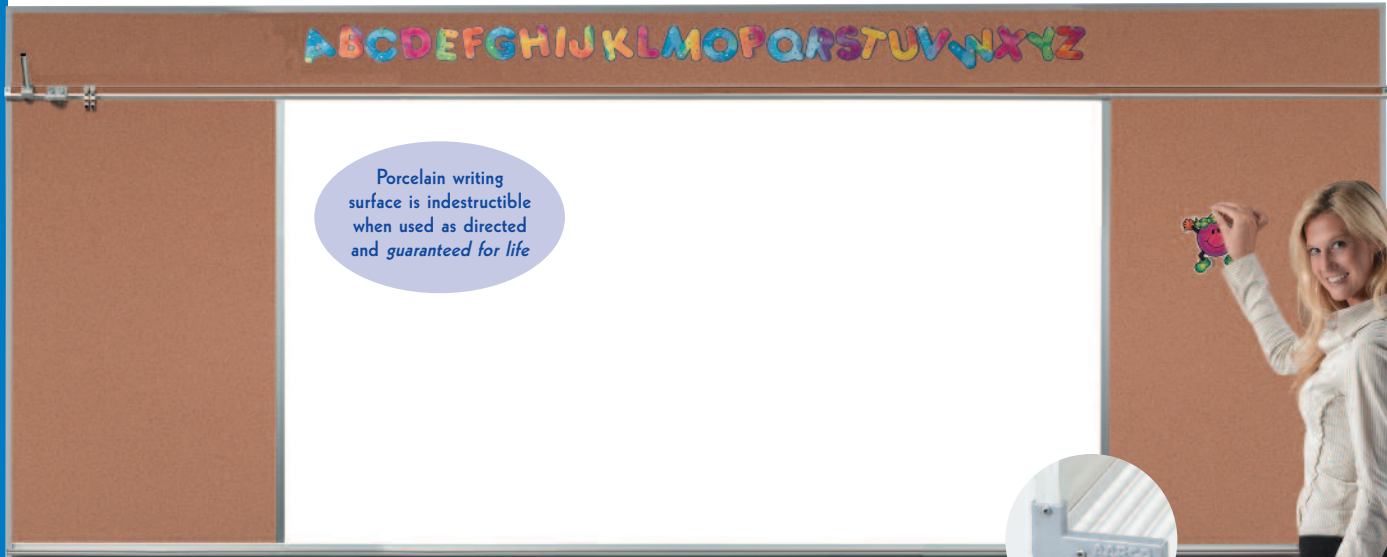 ABCDEFGHIJKLMOPQRSTUVWXYZ
Porcelain writing
surface is indestructible
when used as directed
and guaranteed for life